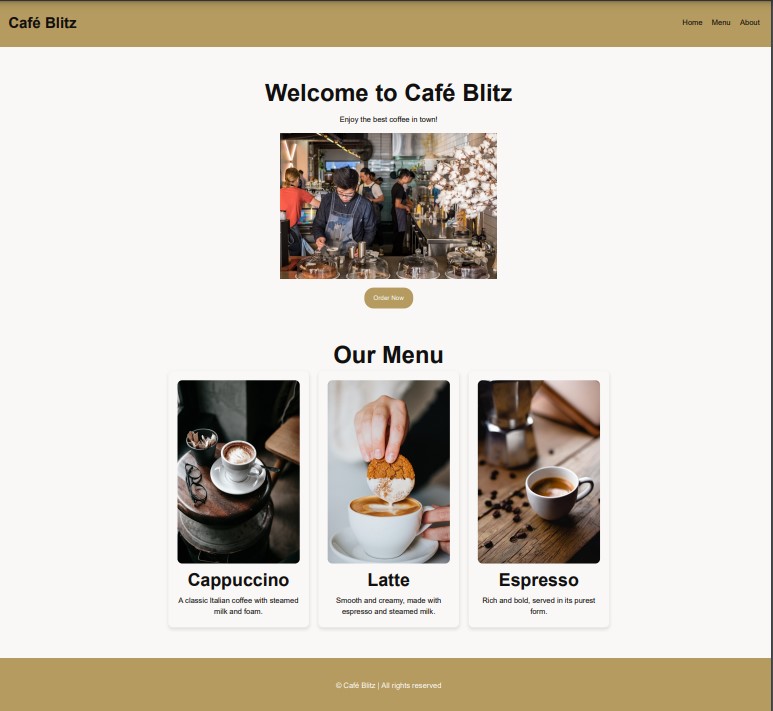 Café Blitz
Home Menu About
Welcome to Café Blitz
Enjoy the best coffee in town!
Order Now
Our Menu
Cappuccino
A classic Italian coffee with steamed
milk and foam.
Latte
Smooth and creamy, made with
espresso and steamed milk.
Espresso
Rich and bold, served in its purest
form.
© Café Blitz | All rights reserved